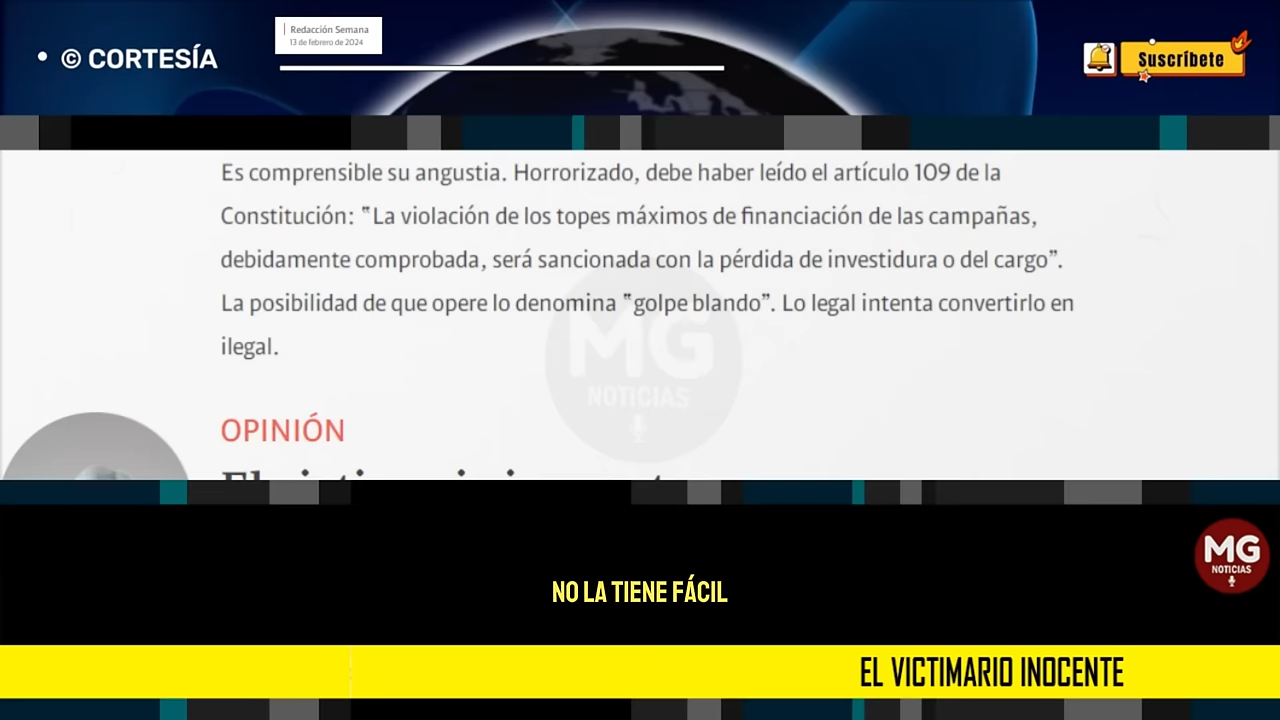 Redacción Semana
13 de febrero de 2024
• © CORTESÍA
Suscríbete
Es comprensible su angustia. Horrorizado, debe haber leído el artículo 109 de la
Constitución: “La violación de los topes máximos de financiación de las campañas,
debidamente comprobada, será sancionada con la pérdida de investidura o del cargo”.
La posibilidad de que opere lo denomina “golpe blando”. Lo legal intenta convertirlo en
ilegal.
MG
NOTICIAS
OPINIÓN
MG
NOTICIAS
NO LA TIENE FÁCIL
EL VICTIMARIO INOCENTE